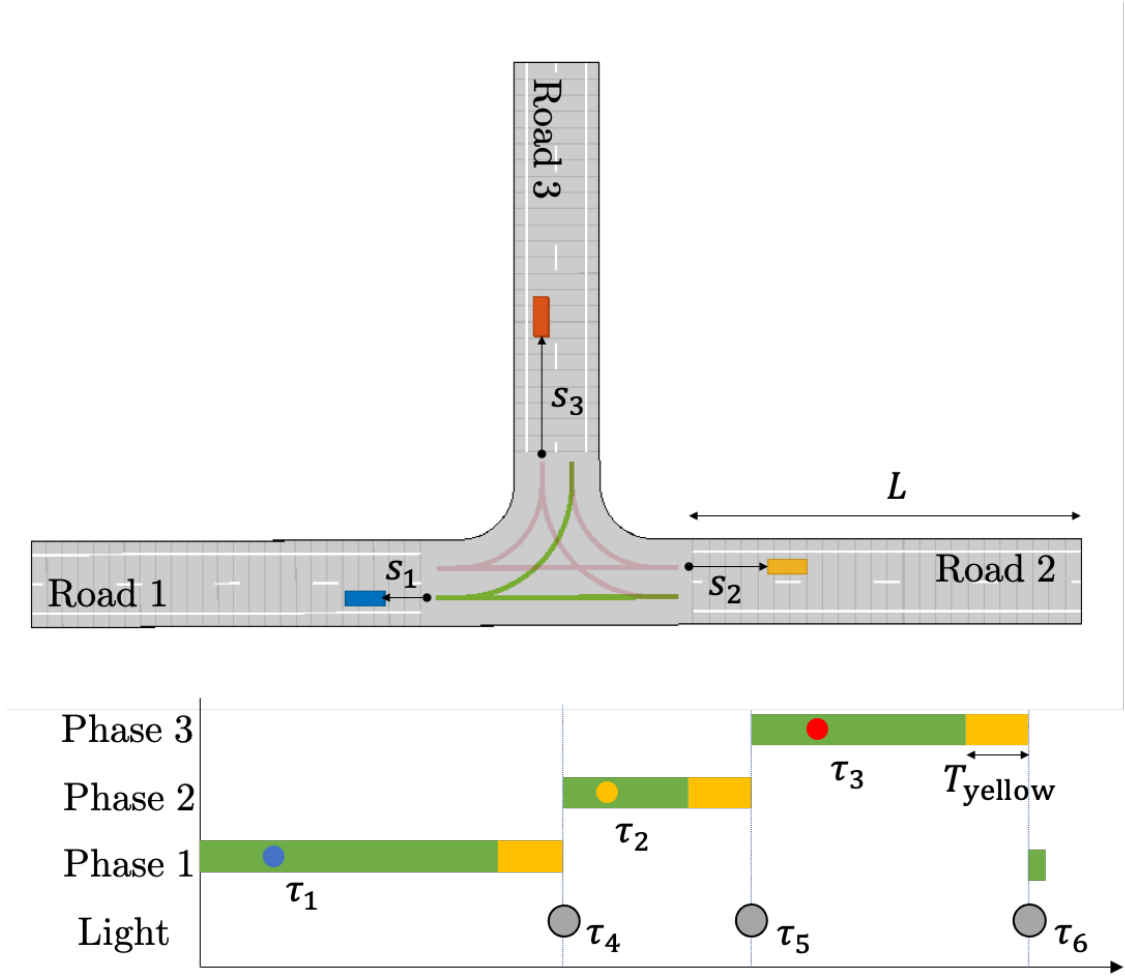 Road 3
s₃
L
s₁
Road 1
s₂
Road 2
Phase 3
τ₃
T_yellow
Phase 2
τ₂
Phase 1
τ₁
Light
τ₄
τ₅
τ₆